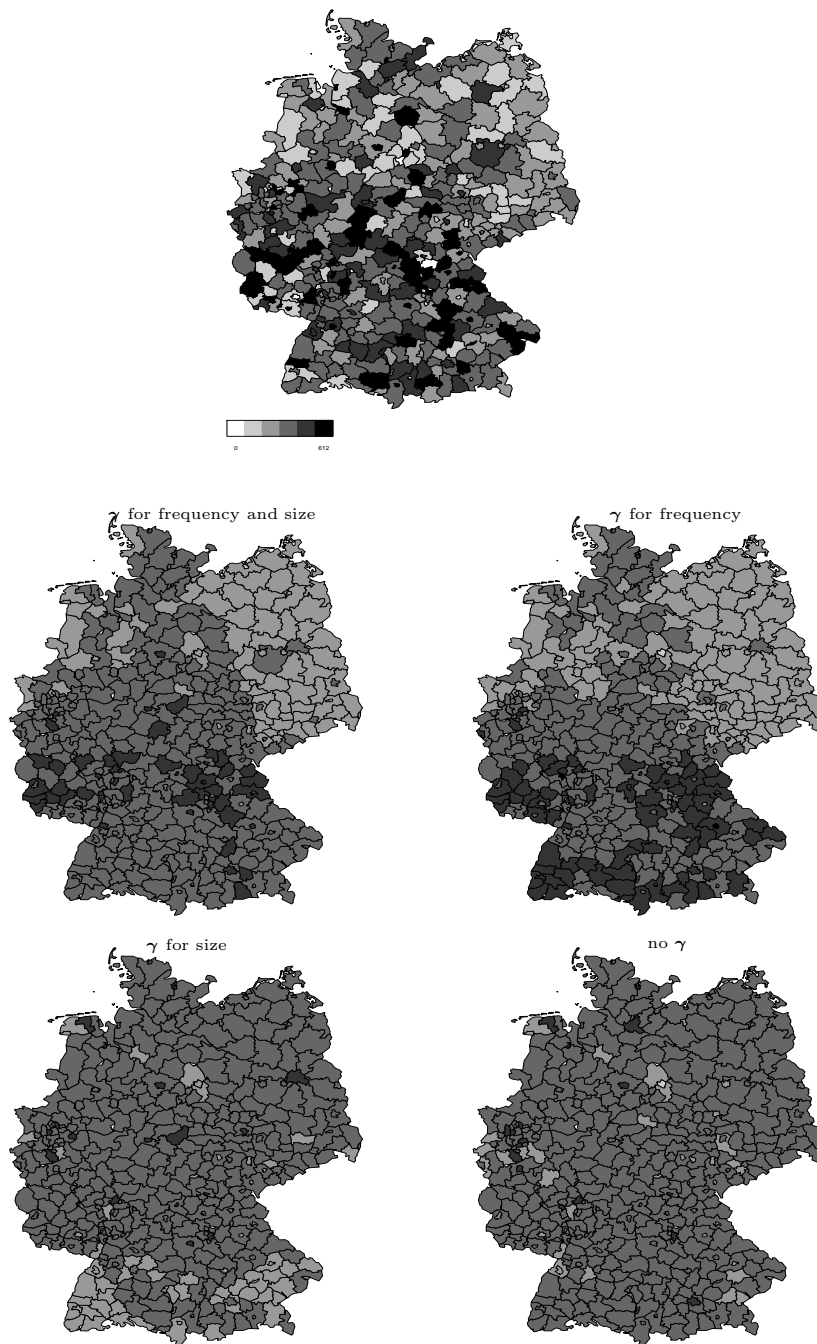 0 612
γ for frequency and size
γ for frequency
γ for size
no γ